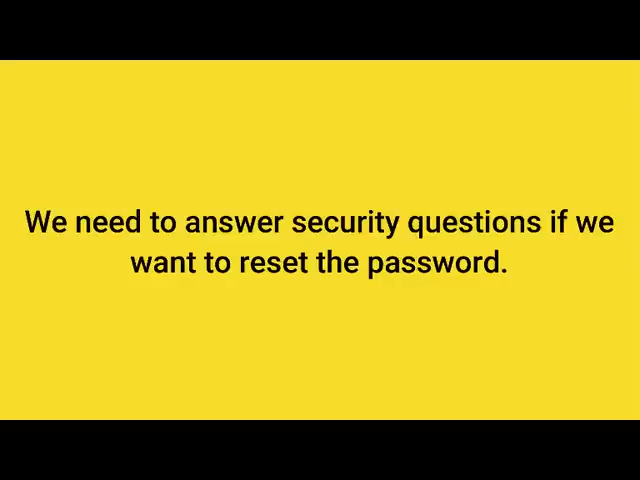 We need to answer security questions if we
want to reset the password.